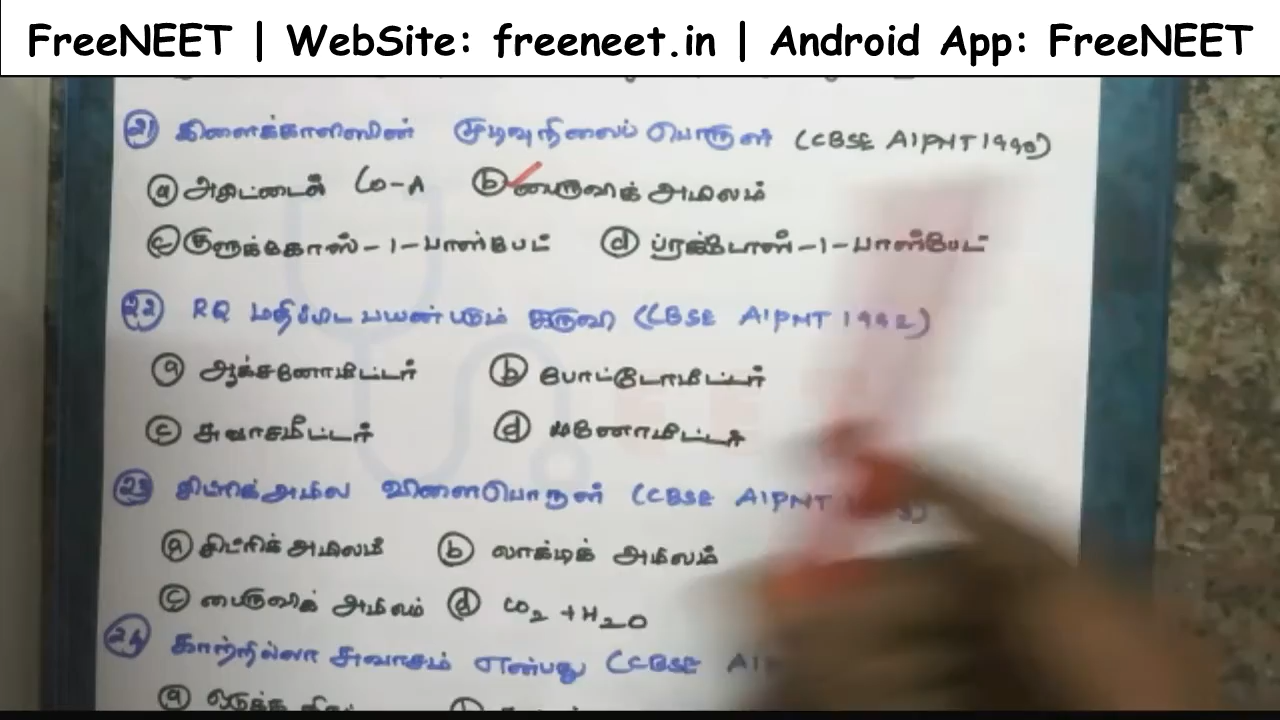 FreeNEET | WebSite: freeneet.in | Android App: FreeNEET
21 கிளைக்காலிஸின் முடிவுநிலைப் பொருள் (CBSE AIPMT 1990)
a அசிட்டைல் Co-A b பைருவிக் அமிலம்
c குளுக்கோஸ்-1-பாஸ்பேட் d ப்ரக்டோஸ்-1-பாஸ்பேட்
22 RQ மதிப்பிட பயன்படும் கருவி (CBSE AIPMT 1992)
a ஆக்சனோமீட்டர் b போட்டோமீட்டர்
c சுவாசமீட்டர் d மனோமீட்டர்
23 சிட்ரிக்அமில விளைபொருள் (CBSE AIPMT
a சிட்ரிக் அமிலம் b லாக்டிக் அமிலம்
c பைருவிக் அமிலம் d CO2 + H2O
24 காற்றில்லா சுவாசம் என்பது (CBSE AI
a b